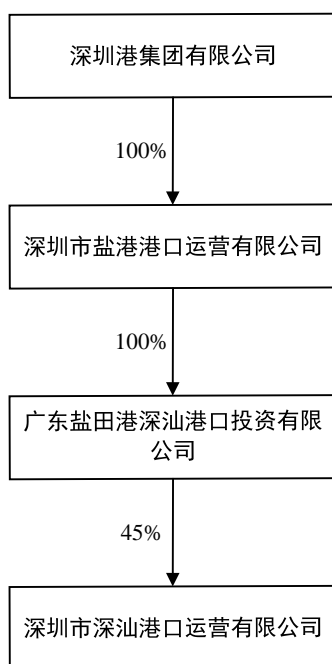 深圳港集团有限公司
100%
深圳市盐港港口运营有限公司
100%
广东盐田港深汕港口投资有限
公司
45%
深圳市深汕港口运营有限公司